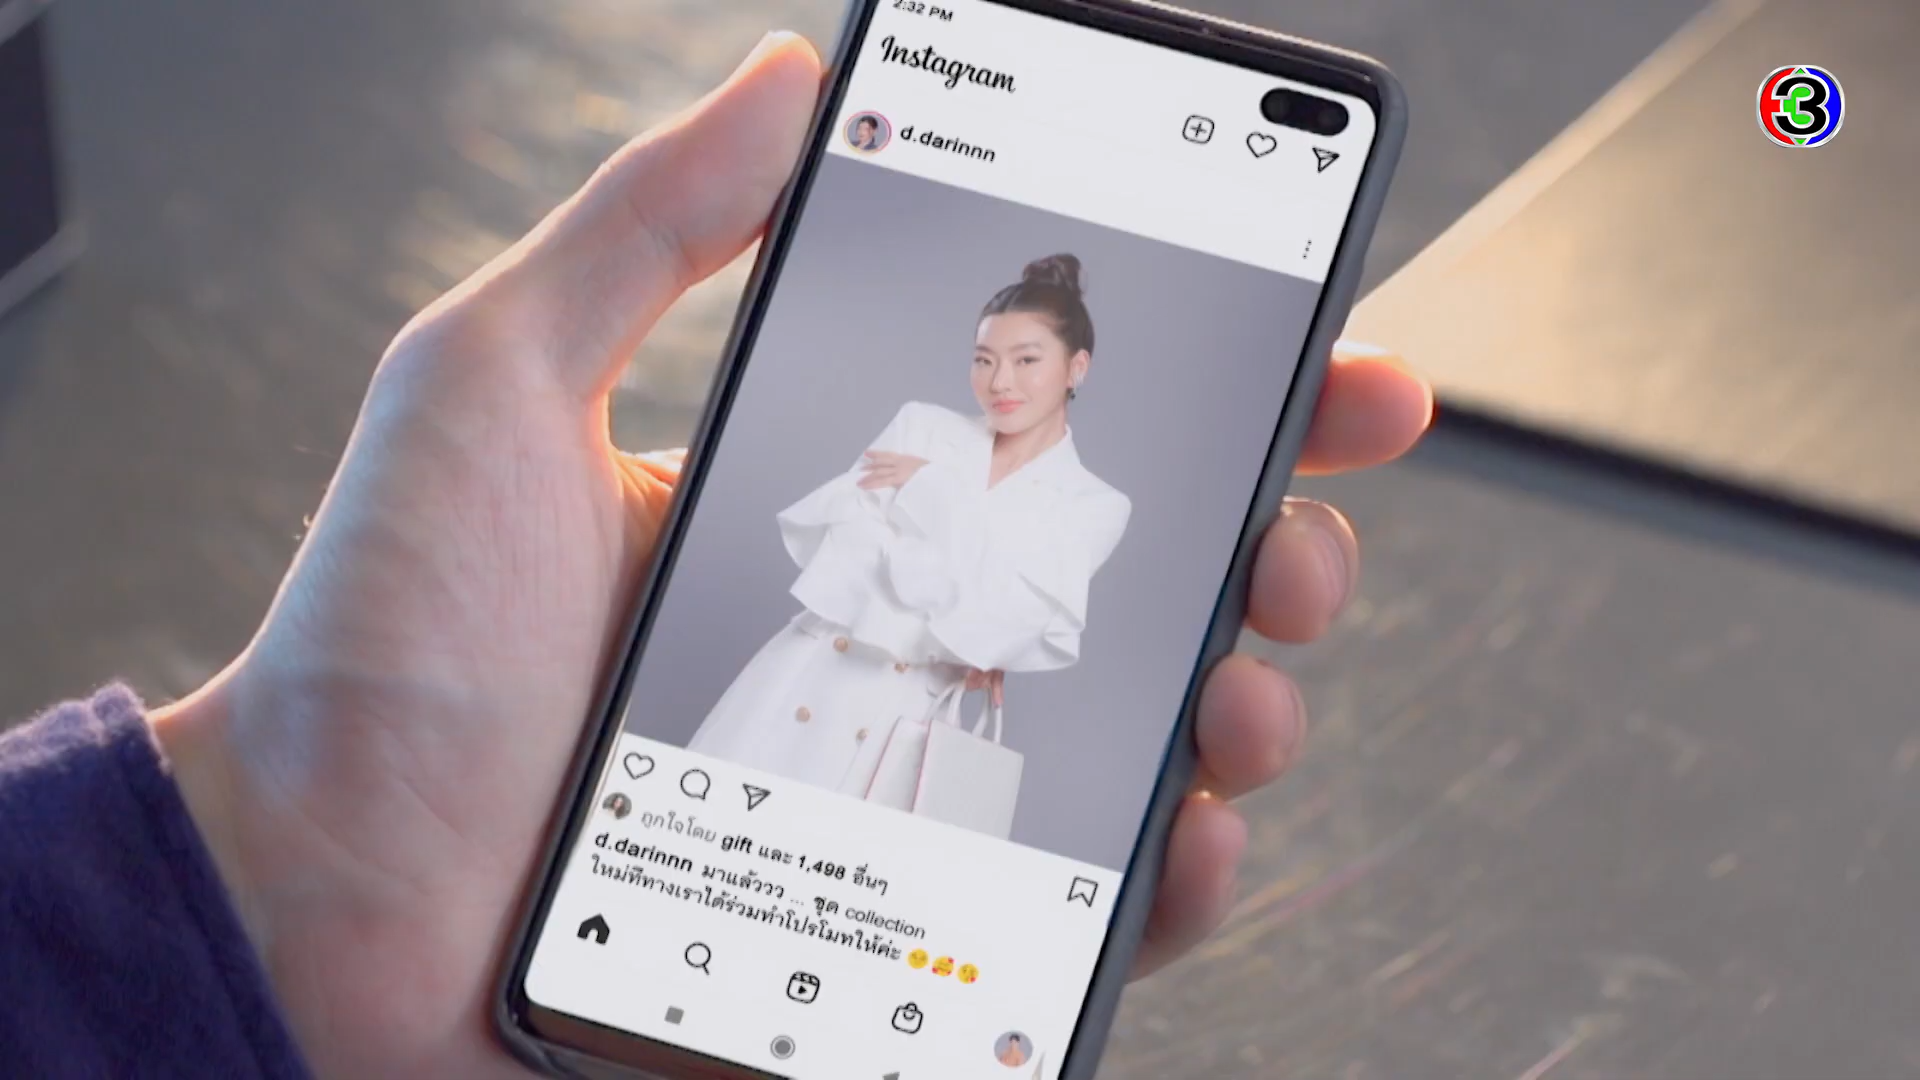 2:32 PM
Instagram
3
d.darinnn
ถูกใจโดย gift และ 1,498 อื่นๆ
d.darinnn มาแล้ววว ... ชุด collection
ใหม่ที่ทางเราได้ร่วมทำโปรโมทให้ค่ะ